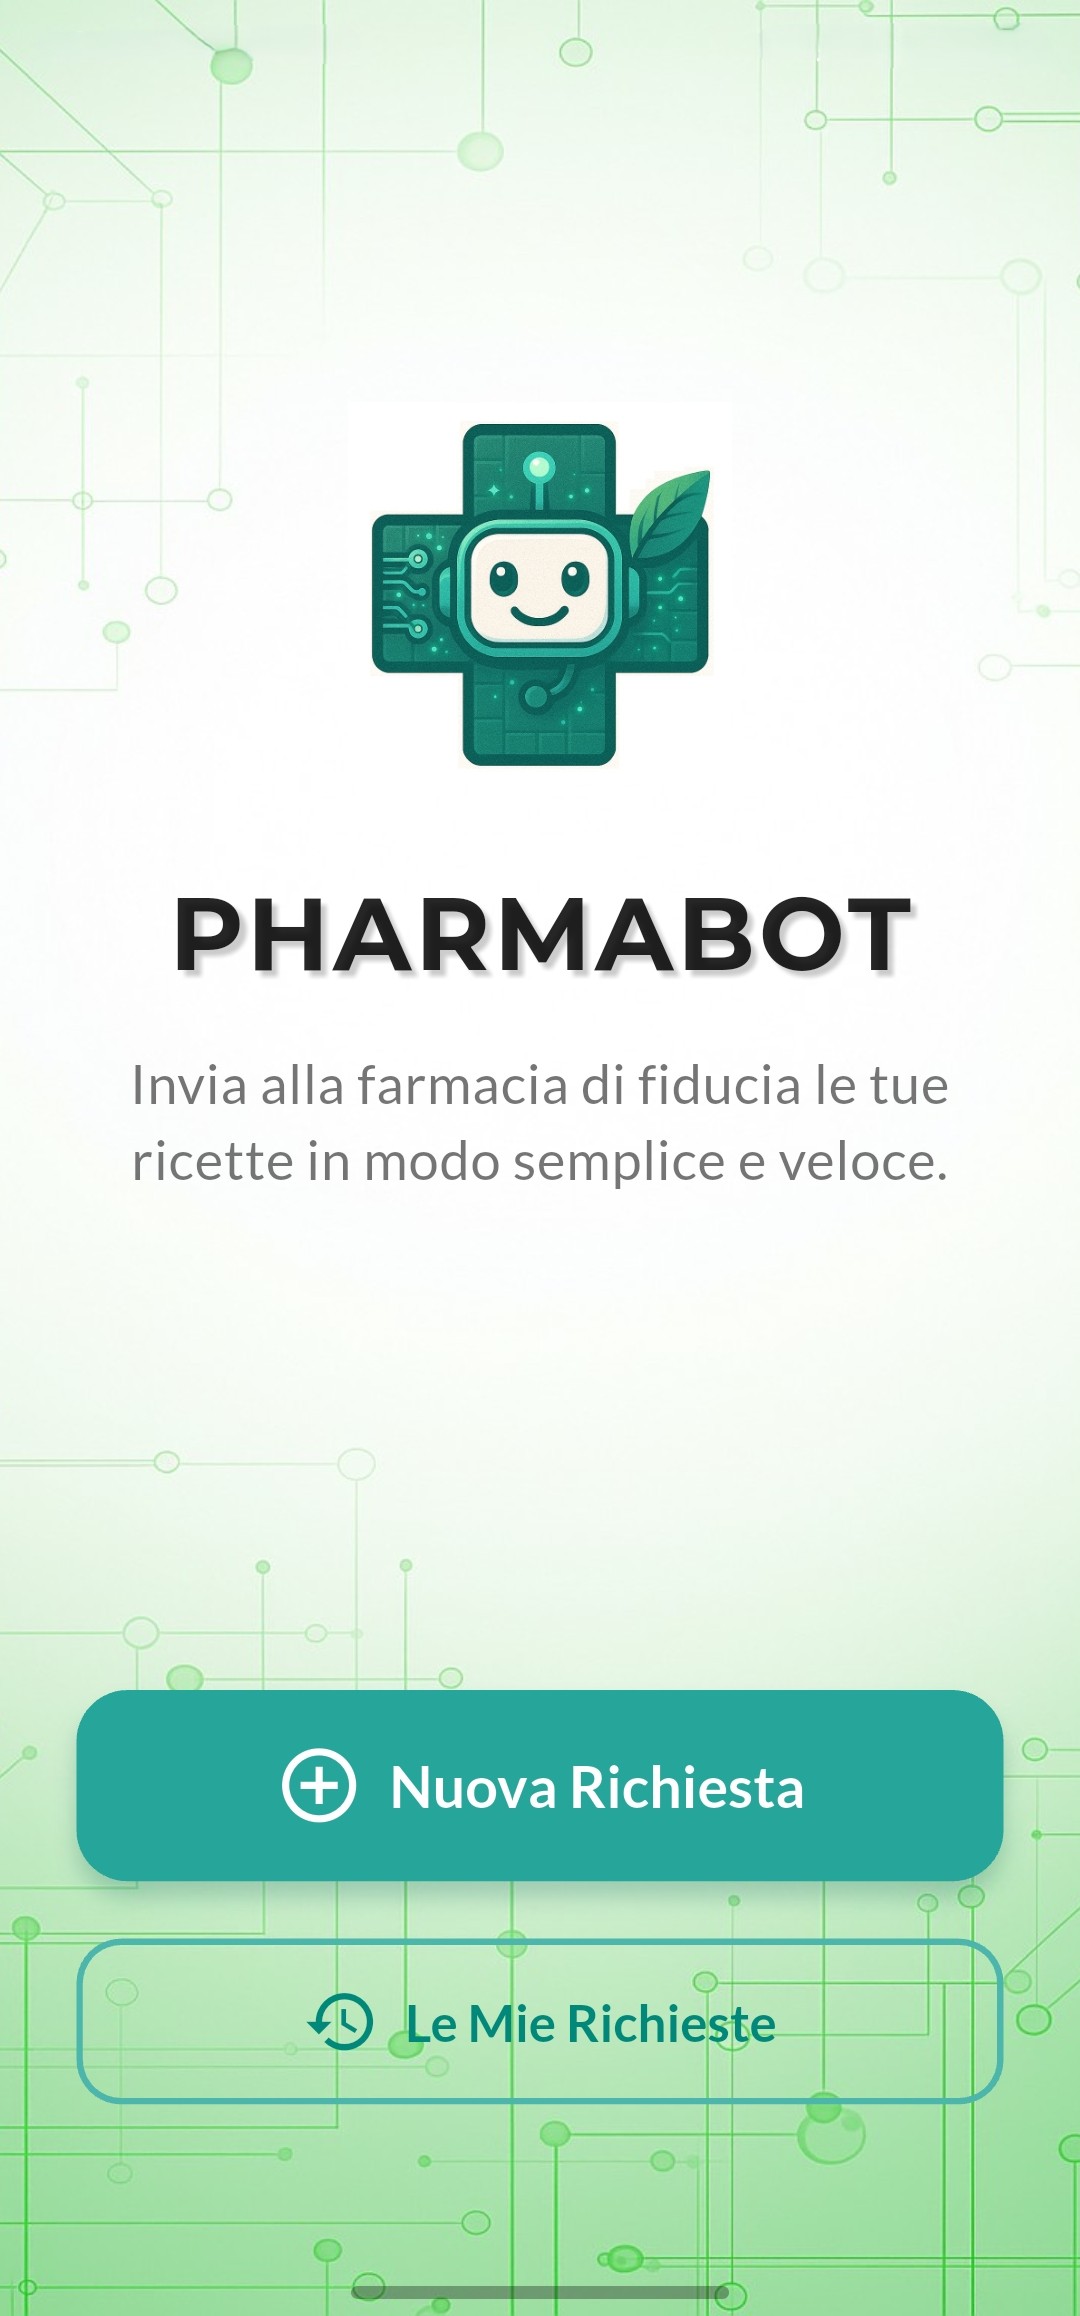 PHARMABOT
Invia alla farmacia di fiducia le tue
ricette in modo semplice e veloce.
Nuova Richiesta
Le Mie Richieste